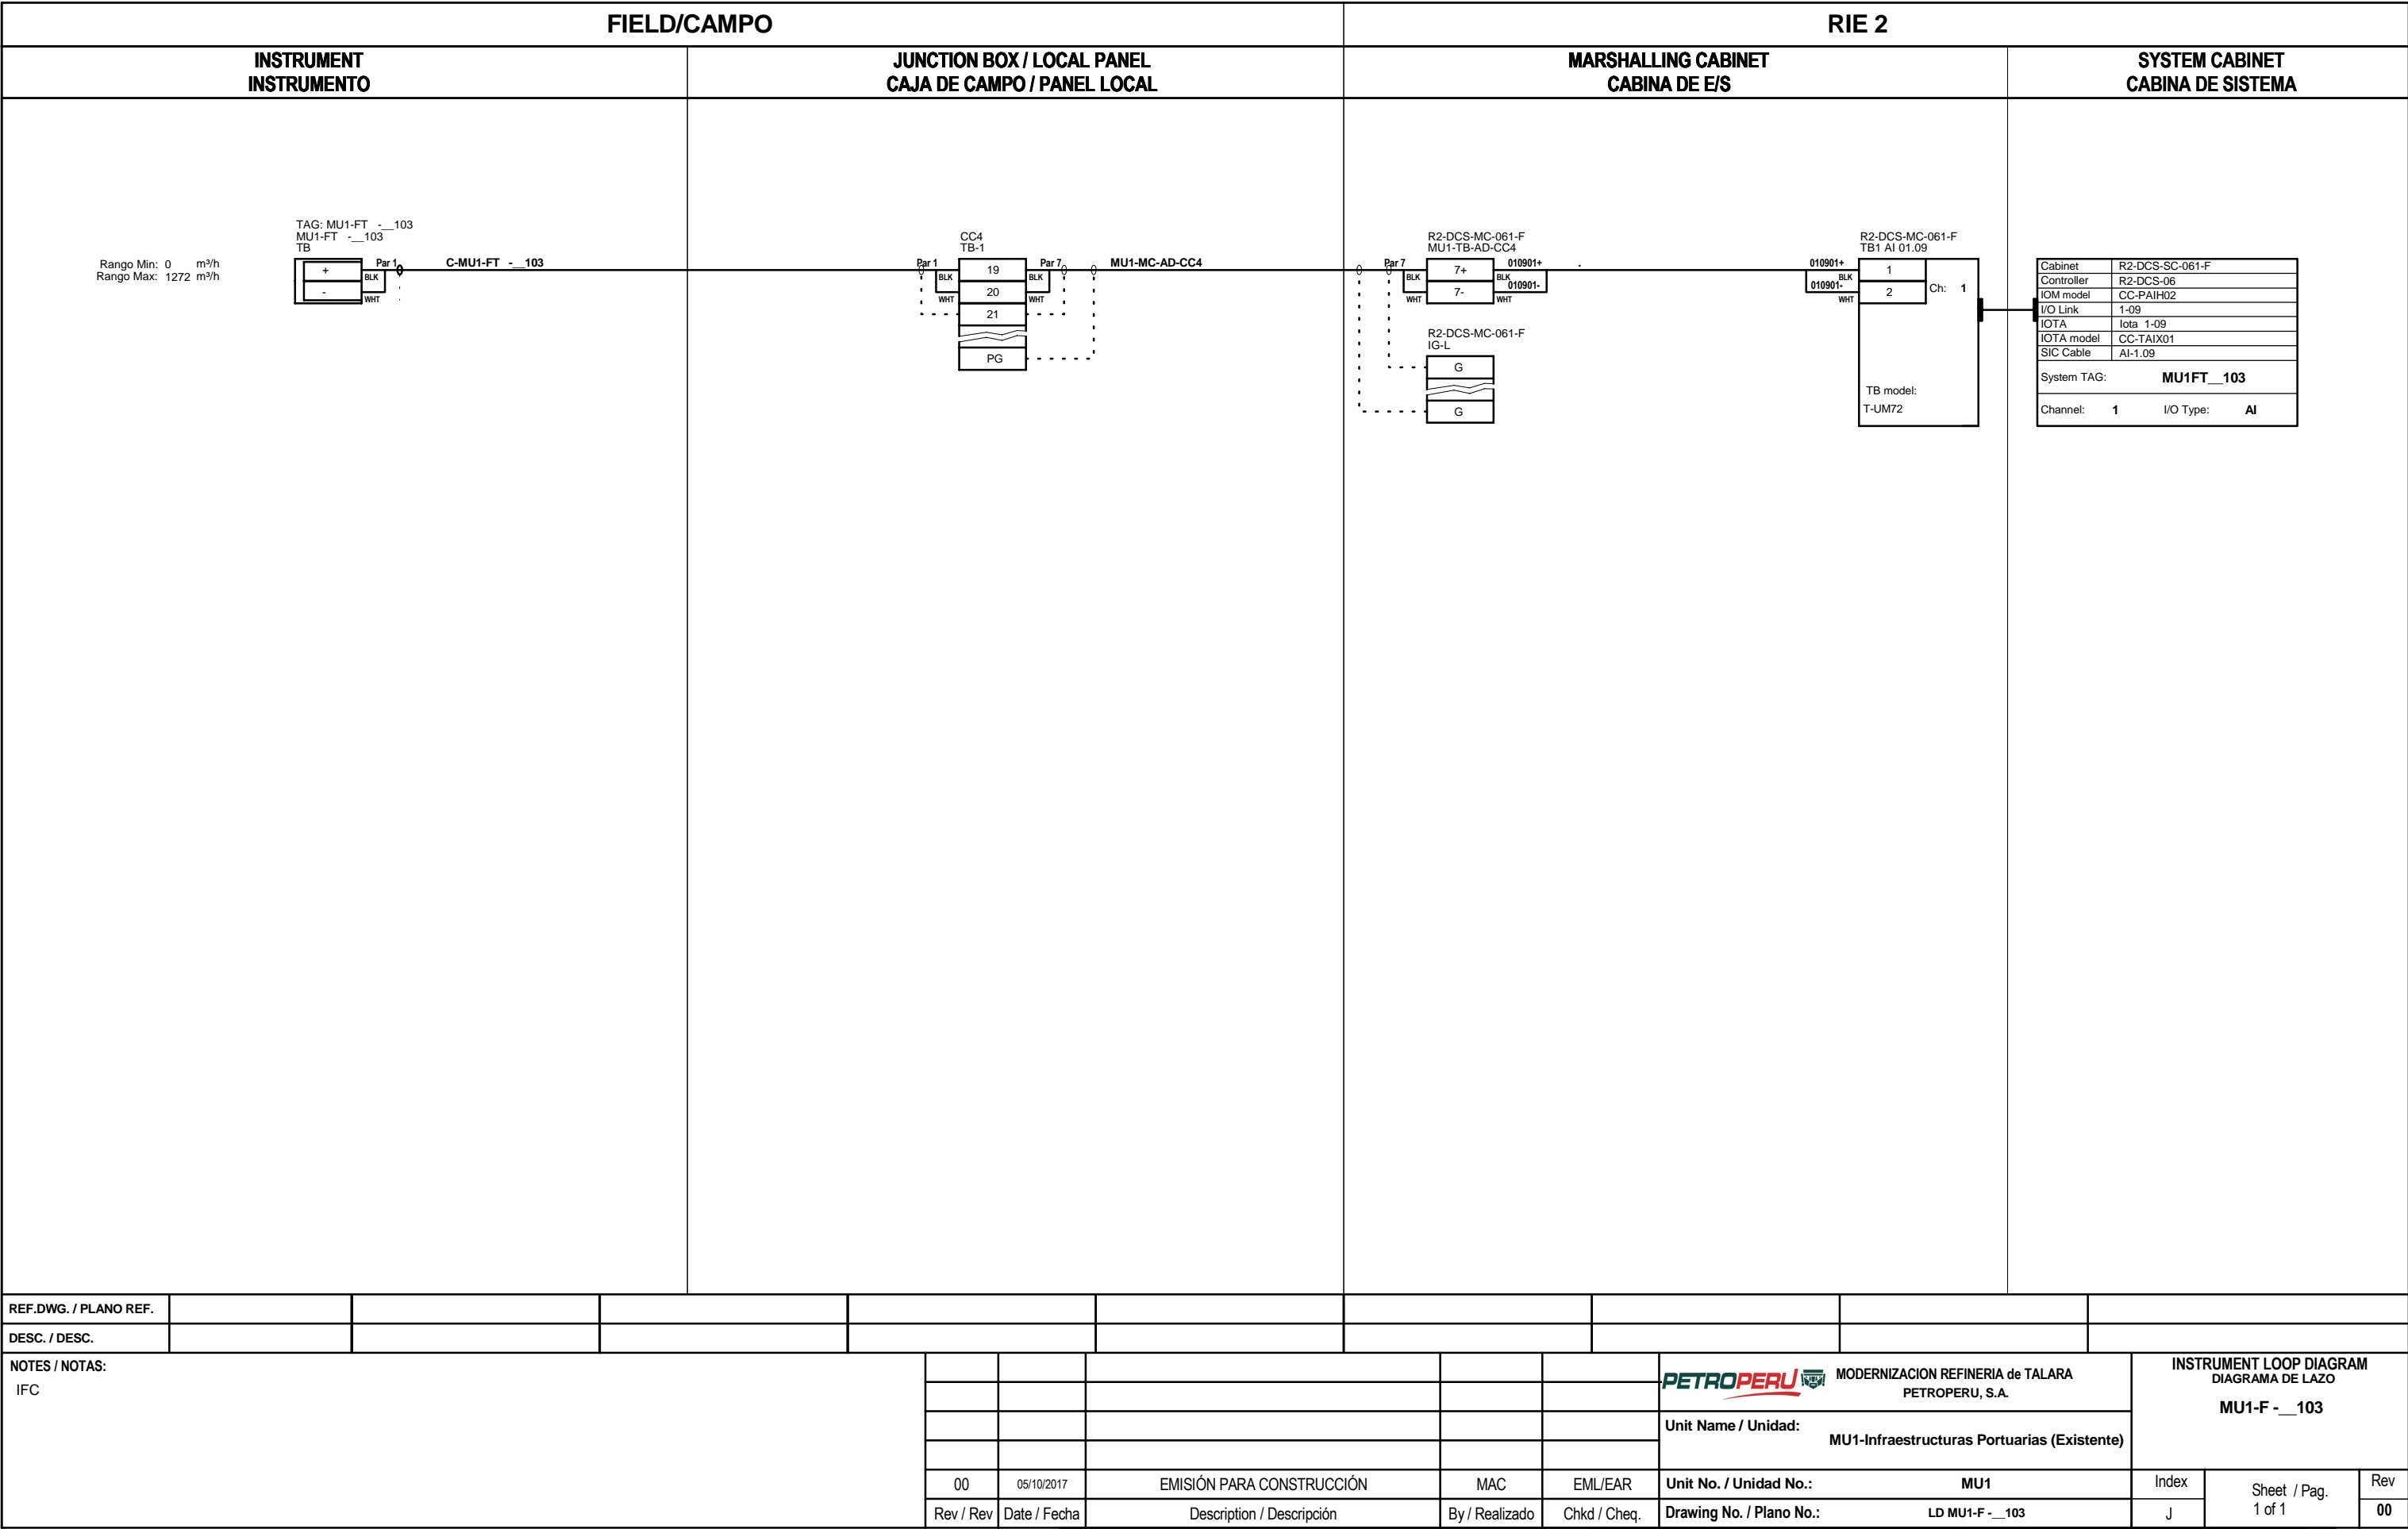 FIELD/CAMPO
RIE 2
INSTRUMENT
INSTRUMENTO
JUNCTION BOX / LOCAL PANEL
CAJA DE CAMPO / PANEL LOCAL
MARSHALLING CABINET
CABINA DE E/S
SYSTEM CABINET
CABINA DE SISTEMA
Rango Min: 0 m³/h
Rango Max: 1272 m³/h
TAG: MU1-FT -__103
MU1-FT -__103
TB
+
-
Par 1
BLK
WHT
C-MU1-FT -__103
CC4
TB-1
Par 1
BLK
WHT
19
20
21
PG
Par 7
BLK
WHT
MU1-MC-AD-CC4
R2-DCS-MC-061-F
MU1-TB-AD-CC4
Par 7
BLK
WHT
7+
7-
010901+
BLK
010901-
WHT
R2-DCS-MC-061-F
IG-L
G
G
R2-DCS-MC-061-F
TB1 AI 01.09
010901+
BLK
010901-
WHT
1
2
Ch: 1
TB model:
T-UM72
Cabinet R2-DCS-SC-061-F
Controller R2-DCS-06
IOM model CC-PAIH02
I/O Link 1-09
IOTA Iota 1-09
IOTA model CC-TAIX01
SIC Cable AI-1.09
System TAG: MU1FT__103
Channel: 1 I/O Type: AI
REF.DWG. / PLANO REF.
DESC. / DESC.
NOTES / NOTAS:
IFC
00 05/10/2017 EMISIÓN PARA CONSTRUCCIÓN MAC EML/EAR
Rev / Rev Date / Fecha Description / Descripción By / Realizado Chkd / Cheq.
PETROPERU
MODERNIZACION REFINERIA de TALARA
PETROPERU, S.A.
Unit Name / Unidad:
MU1-Infraestructuras Portuarias (Existente)
Unit No. / Unidad No.: MU1
Drawing No. / Plano No.: LD MU1-F -__103
INSTRUMENT LOOP DIAGRAM
DIAGRAMA DE LAZO
MU1-F -__103
Index
J
Sheet / Pag.
1 of 1
Rev
00